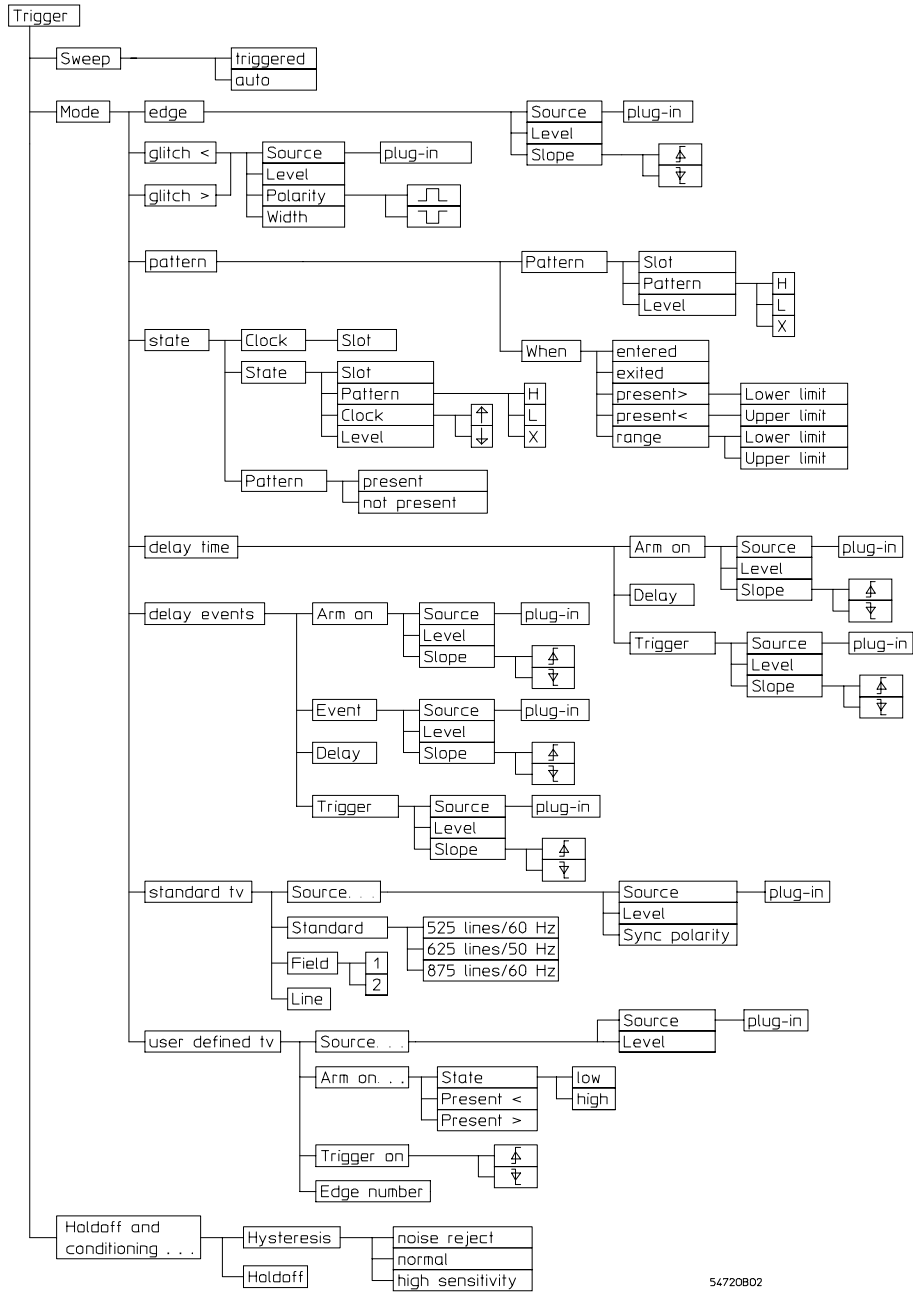 Trigger
Sweep
triggered
auto
Mode
edge
Source
plug-in
Level
Slope
glitch <
glitch >
Source
plug-in
Level
Polarity
Width
pattern
Pattern
Slot
Pattern
Level
H
L
X
When
entered
exited
present>
Lower limit
present<
Upper limit
range
Lower limit
Upper limit
state
Clock
Slot
State
Slot
Pattern
Clock
Level
H
L
X
Pattern
present
not present
delay time
Arm on
Source
plug-in
Level
Slope
Delay
Trigger
Source
plug-in
Level
Slope
delay events
Arm on
Source
plug-in
Level
Slope
Event
Source
plug-in
Level
Slope
Delay
Trigger
Source
plug-in
Level
Slope
standard tv
Source. . .
Source
plug-in
Level
Sync polarity
Standard
525 lines/60 Hz
625 lines/50 Hz
875 lines/60 Hz
Field
1
2
Line
user defined tv
Source. . .
Source
plug-in
Level
Arm on. . .
State
low
high
Present <
Present >
Trigger on
Edge number
Holdoff and
conditioning . . .
Hysteresis
noise reject
normal
high sensitivity
Holdoff
54720B02